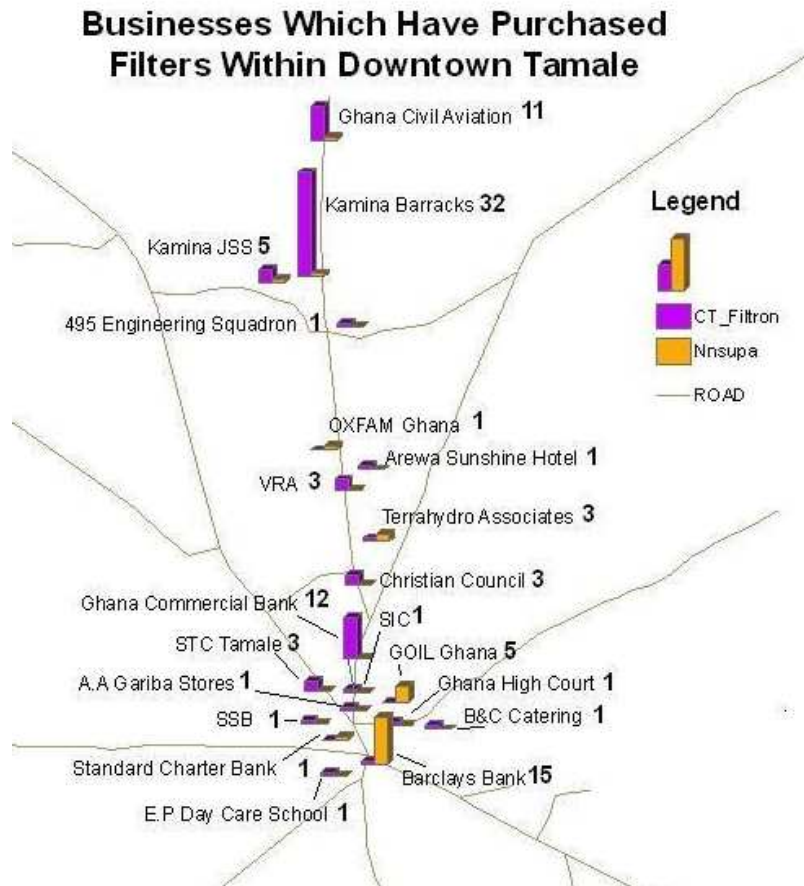 Businesses Which Have Purchased
Filters Within Downtown Tamale
Ghana Civil Aviation 11
Kamina Barracks 32
Legend
Kamina JSS 5
CT_Filtron
495 Engineering Squadron 1
Nnsupa
ROAD
OXFAM Ghana 1
Arewa Sunshine Hotel 1
VRA 3
Terrahydro Associates 3
Christian Council 3
Ghana Commercial Bank 12
SIC 1
STC Tamale 3
GOIL Ghana 5
A.A Gariba Stores 1
Ghana High Court 1
SSB 1
B&C Catering 1
Standard Charter Bank 1
Barclays Bank 15
E.P Day Care School 1